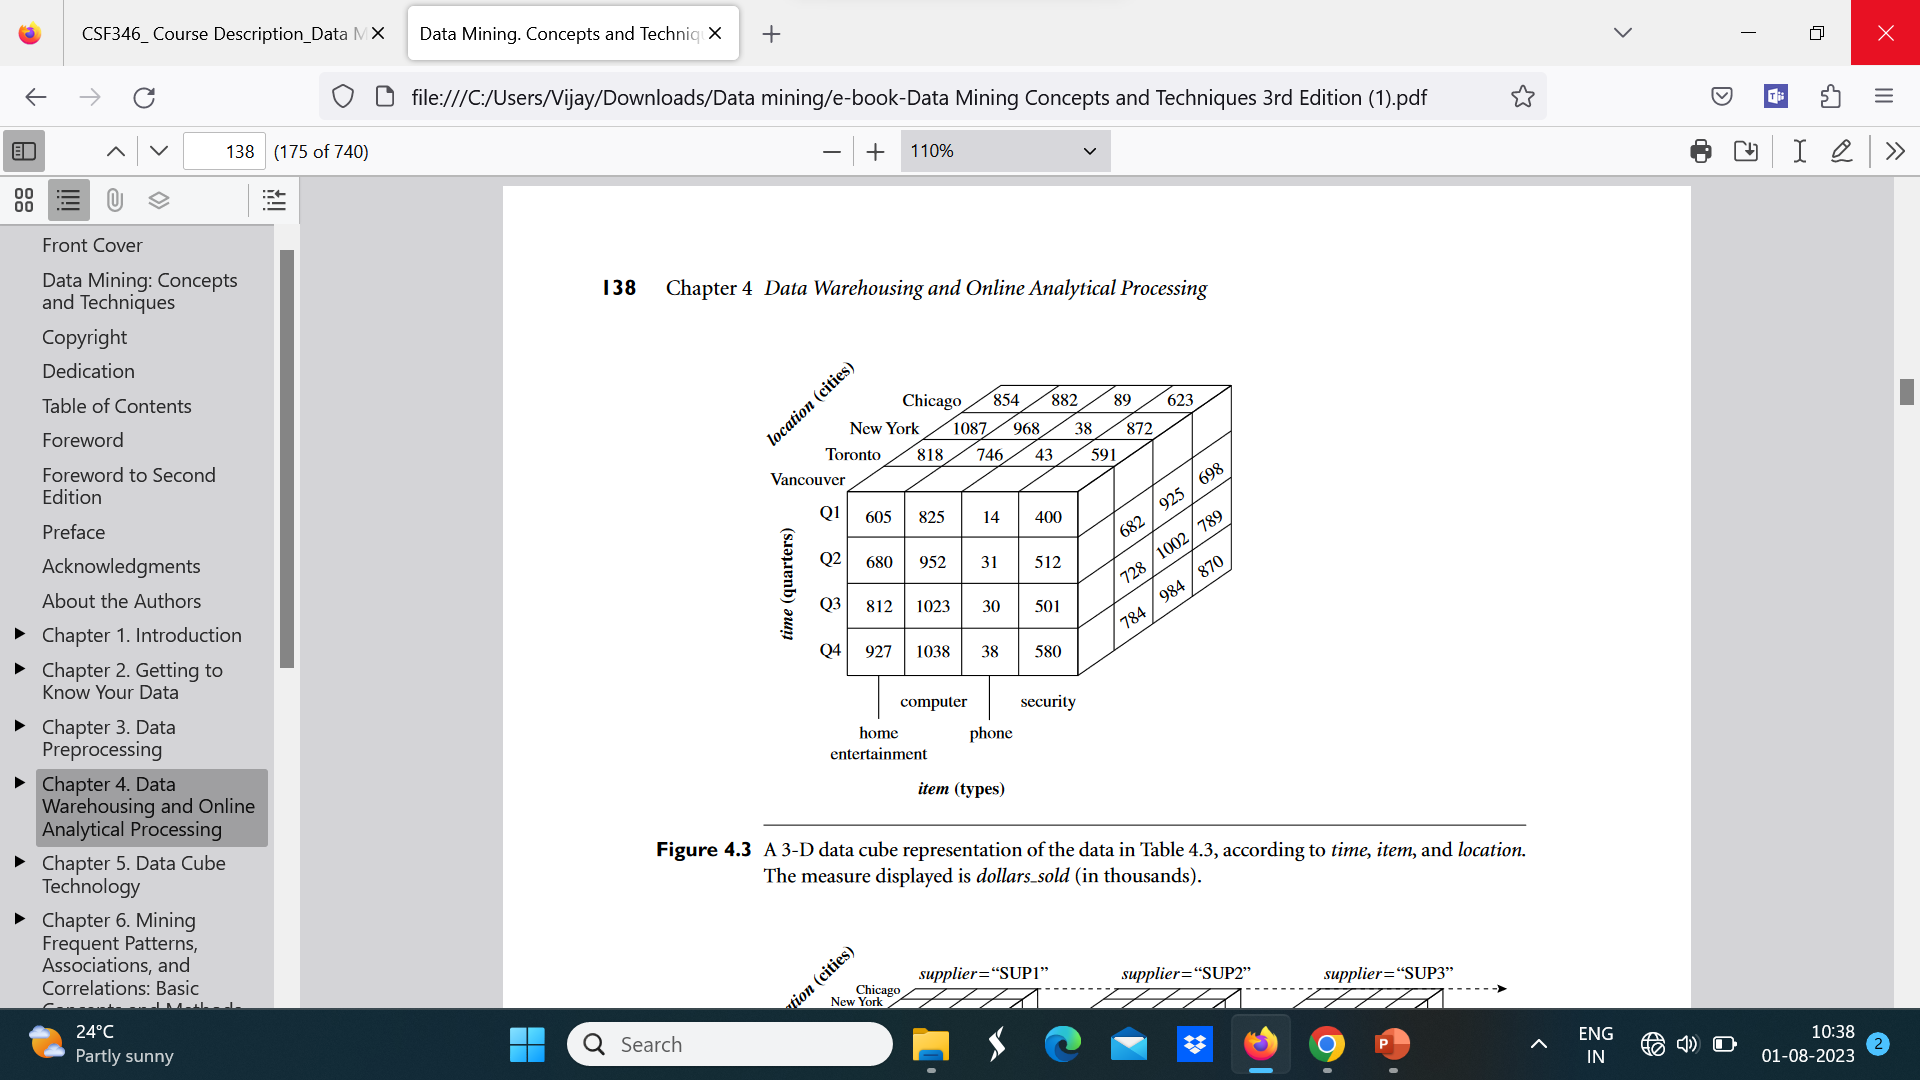 CSF346_ Course Description_Data M
Data Mining. Concepts and Techniq
file:///C:/Users/Vijay/Downloads/Data mining/e-book-Data Mining Concepts and Techniques 3rd Edition (1).pdf
138 (175 of 740)
110%
Front Cover
Data Mining: Concepts
and Techniques
Copyright
Dedication
Table of Contents
Foreword
Foreword to Second
Edition
Preface
Acknowledgments
About the Authors
Chapter 1. Introduction
Chapter 2. Getting to
Know Your Data
Chapter 3. Data
Preprocessing
Chapter 4. Data
Warehousing and Online
Analytical Processing
Chapter 5. Data Cube
Technology
Chapter 6. Mining
Frequent Patterns,
Associations, and
Correlations: Basic
Concepts and Methods
138 Chapter 4 Data Warehousing and Online Analytical Processing
location (cities)
Chicago 854 882 89 623
New York 1087 968 38 872
Toronto 818 746 43 591
Vancouver
time (quarters)
Q1 605 825 14 400
Q2 680 952 31 512
Q3 812 1023 30 501
Q4 927 1038 38 580
682 925 698
728 1002 789
784 984 870
computer security
home phone
entertainment
item (types)
Figure 4.3 A 3-D data cube representation of the data in Table 4.3, according to time, item, and location.
The measure displayed is dollars_sold (in thousands).
supplier=“SUP1” supplier=“SUP2” supplier=“SUP3”
ation (cities)
Chicago
New York
24°C
Partly sunny
Search
ENG
IN
10:38
01-08-2023
2